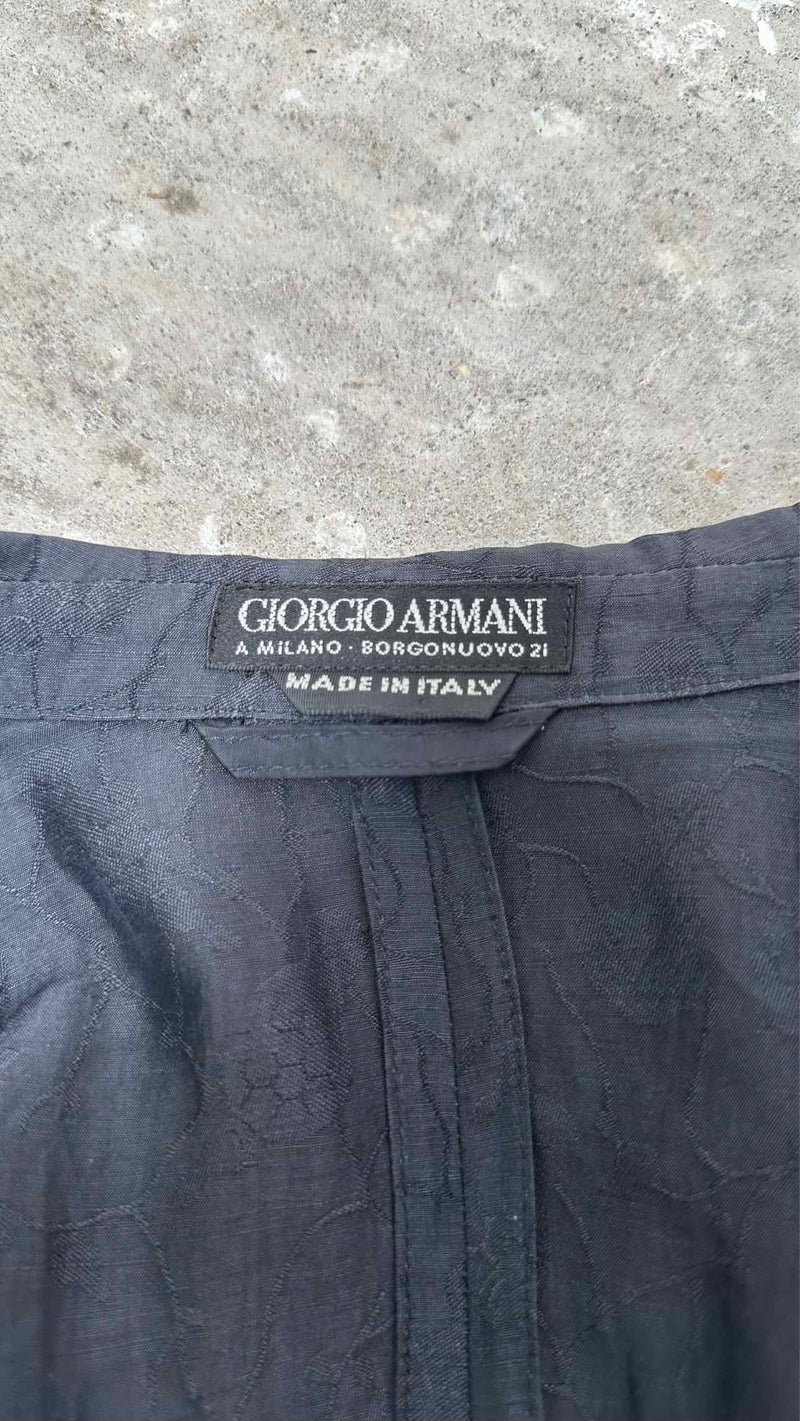 GIORGIO ARMANI
A MILANO · BORGONUOVO 21
MADE IN ITALY